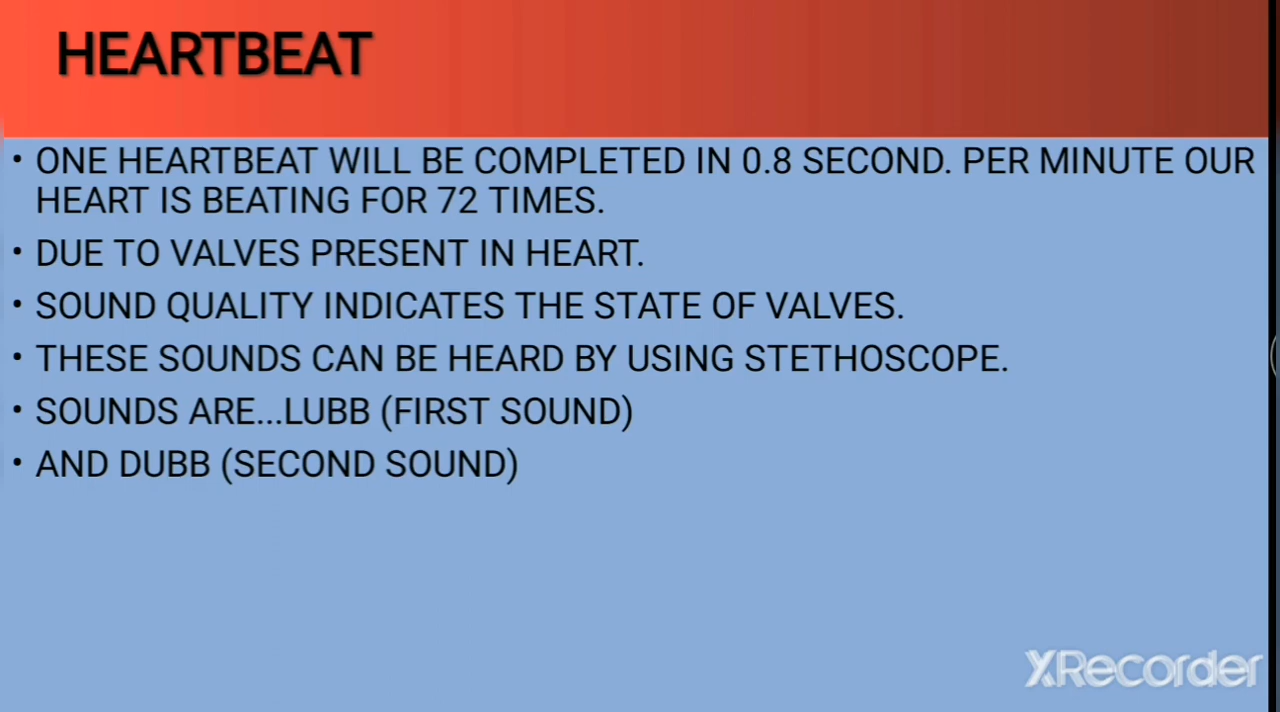 HEARTBEAT
• ONE HEARTBEAT WILL BE COMPLETED IN 0.8 SECOND. PER MINUTE OUR
HEART IS BEATING FOR 72 TIMES.
• DUE TO VALVES PRESENT IN HEART.
• SOUND QUALITY INDICATES THE STATE OF VALVES.
• THESE SOUNDS CAN BE HEARD BY USING STETHOSCOPE.
• SOUNDS ARE...LUBB (FIRST SOUND)
• AND DUBB (SECOND SOUND)
XRecorder